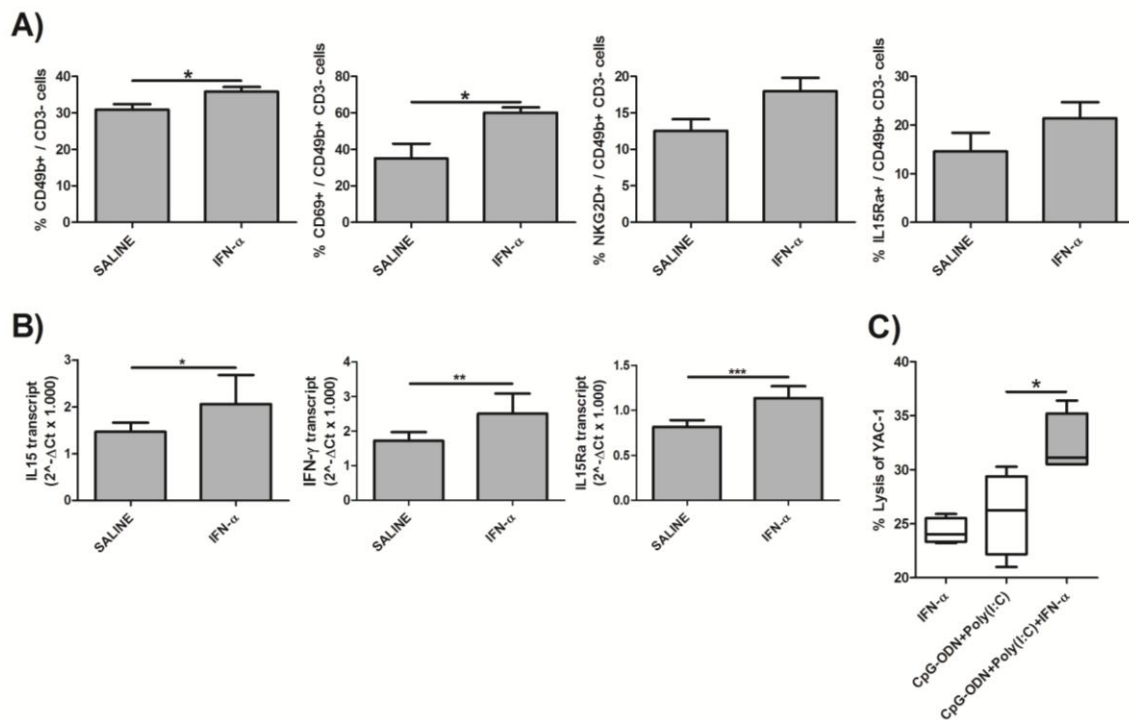 A)
% CD49b+ / CD3- cells
40
30
20
10
0
*
SALINE
IFN-α
% CD69+ / CD49b+ CD3- cells
80
60
40
20
0
*
SALINE
IFN-α
% NKG2D+ / CD49b+ CD3- cells
20
15
10
5
0
SALINE
IFN-α
% IL15Ra+ / CD49b+ CD3- cells
30
20
10
0
SALINE
IFN-α
B)
IL15 transcript
(2^-ΔCt x 1.000)
3
2
1
0
*
SALINE
IFN-α
IFN-γ transcript
(2^-ΔCt x 1.000)
4
3
2
1
0
**
SALINE
IFN-α
IL15Ra transcript
(2^-ΔCt x 1.000)
1.5
1.0
0.5
0.0
***
SALINE
IFN-α
C)
% Lysis of YAC-1
40
35
30
25
20
*
IFN-α
CpG-ODN+Poly(I:C)
CpG-ODN+Poly(I:C)+IFN-α